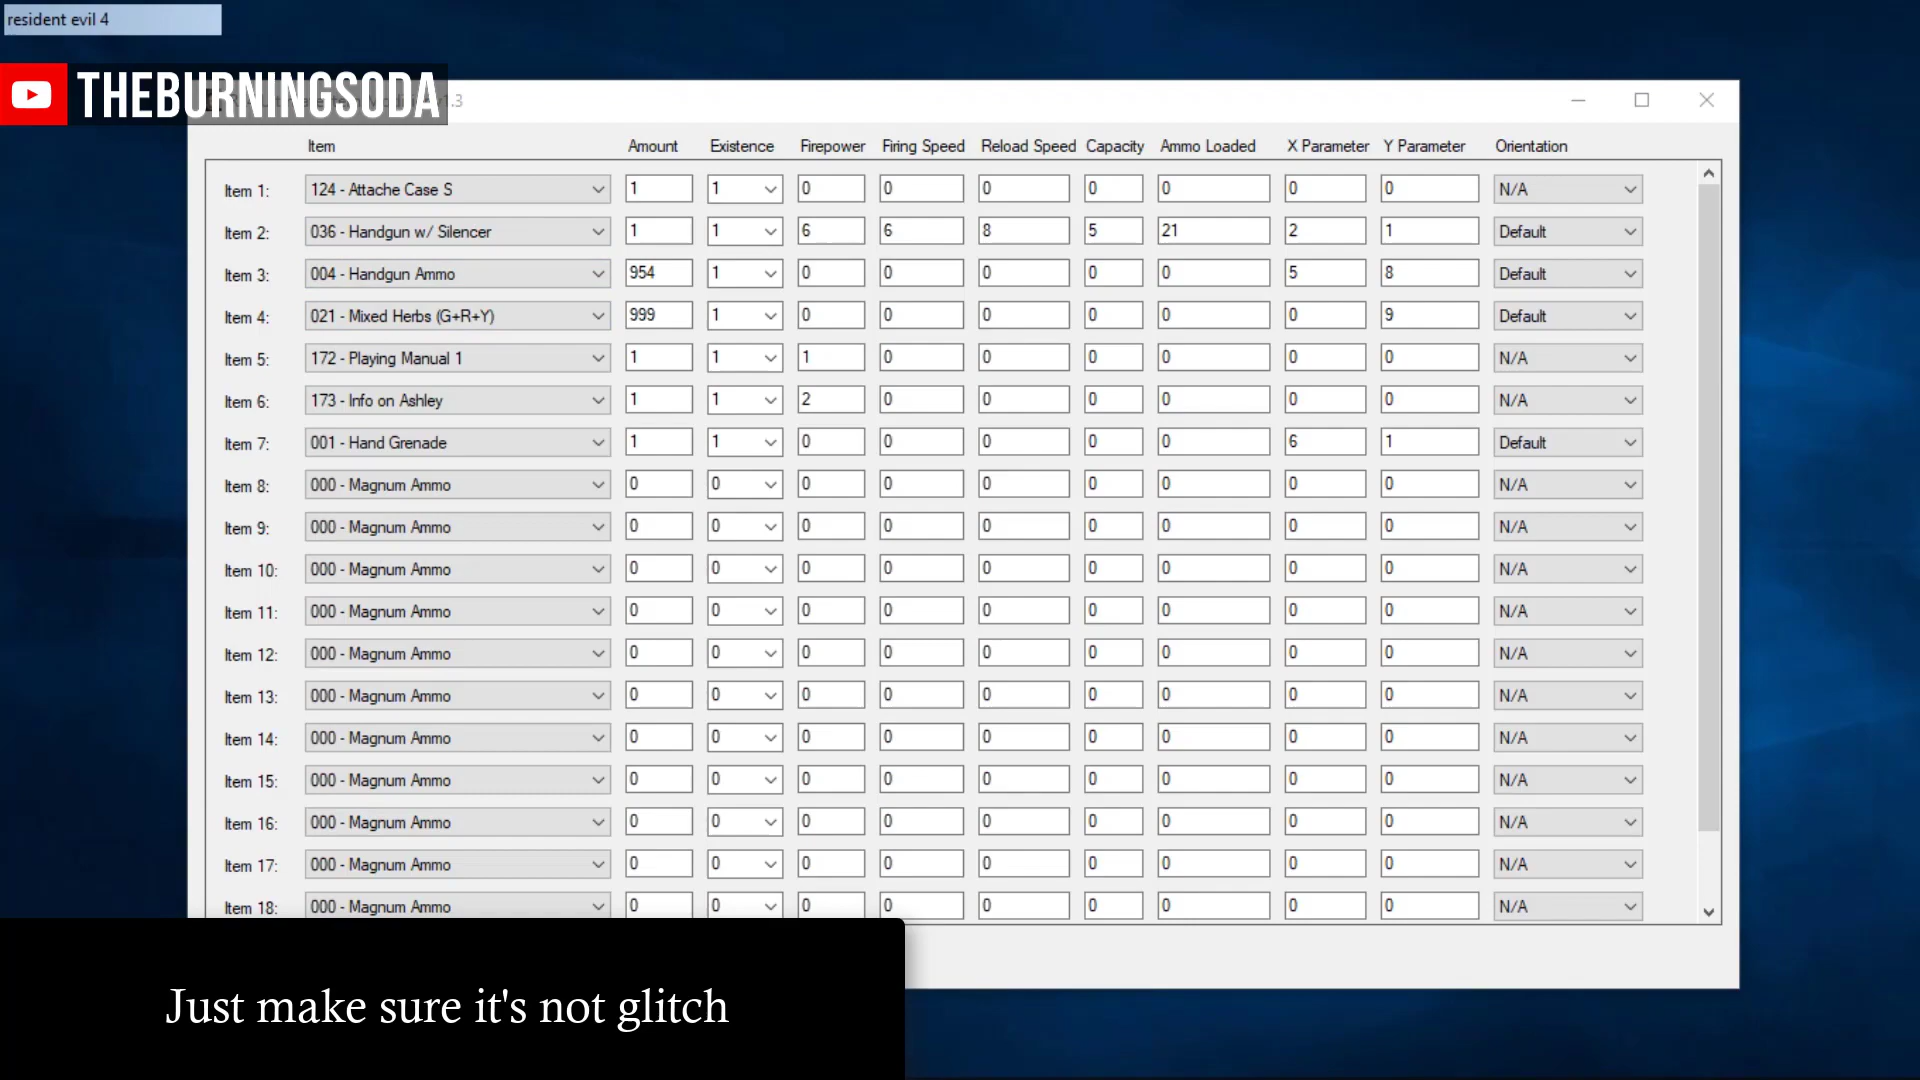 resident evil 4
THEBURNINGSODA
v1.3
Item Amount Existence Firepower Firing Speed Reload Speed Capacity Ammo Loaded X Parameter Y Parameter Orientation
Item 1: 124 - Attache Case S 1 1 0 0 0 0 0 0 0 N/A
Item 2: 036 - Handgun w/ Silencer 1 1 6 6 8 5 21 2 1 Default
Item 3: 004 - Handgun Ammo 954 1 0 0 0 0 0 5 8 Default
Item 4: 021 - Mixed Herbs (G+R+Y) 999 1 0 0 0 0 0 0 9 Default
Item 5: 172 - Playing Manual 1 1 1 1 0 0 0 0 0 0 N/A
Item 6: 173 - Info on Ashley 1 1 2 0 0 0 0 0 0 N/A
Item 7: 001 - Hand Grenade 1 1 0 0 0 0 0 6 1 Default
Item 8: 000 - Magnum Ammo 0 0 0 0 0 0 0 0 0 N/A
Item 9: 000 - Magnum Ammo 0 0 0 0 0 0 0 0 0 N/A
Item 10: 000 - Magnum Ammo 0 0 0 0 0 0 0 0 0 N/A
Item 11: 000 - Magnum Ammo 0 0 0 0 0 0 0 0 0 N/A
Item 12: 000 - Magnum Ammo 0 0 0 0 0 0 0 0 0 N/A
Item 13: 000 - Magnum Ammo 0 0 0 0 0 0 0 0 0 N/A
Item 14: 000 - Magnum Ammo 0 0 0 0 0 0 0 0 0 N/A
Item 15: 000 - Magnum Ammo 0 0 0 0 0 0 0 0 0 N/A
Item 16: 000 - Magnum Ammo 0 0 0 0 0 0 0 0 0 N/A
Item 17: 000 - Magnum Ammo 0 0 0 0 0 0 0 0 0 N/A
Item 18: 000 - Magnum Ammo 0 0 0 0 0 0 0 0 0 N/A
Just make sure it's not glitch